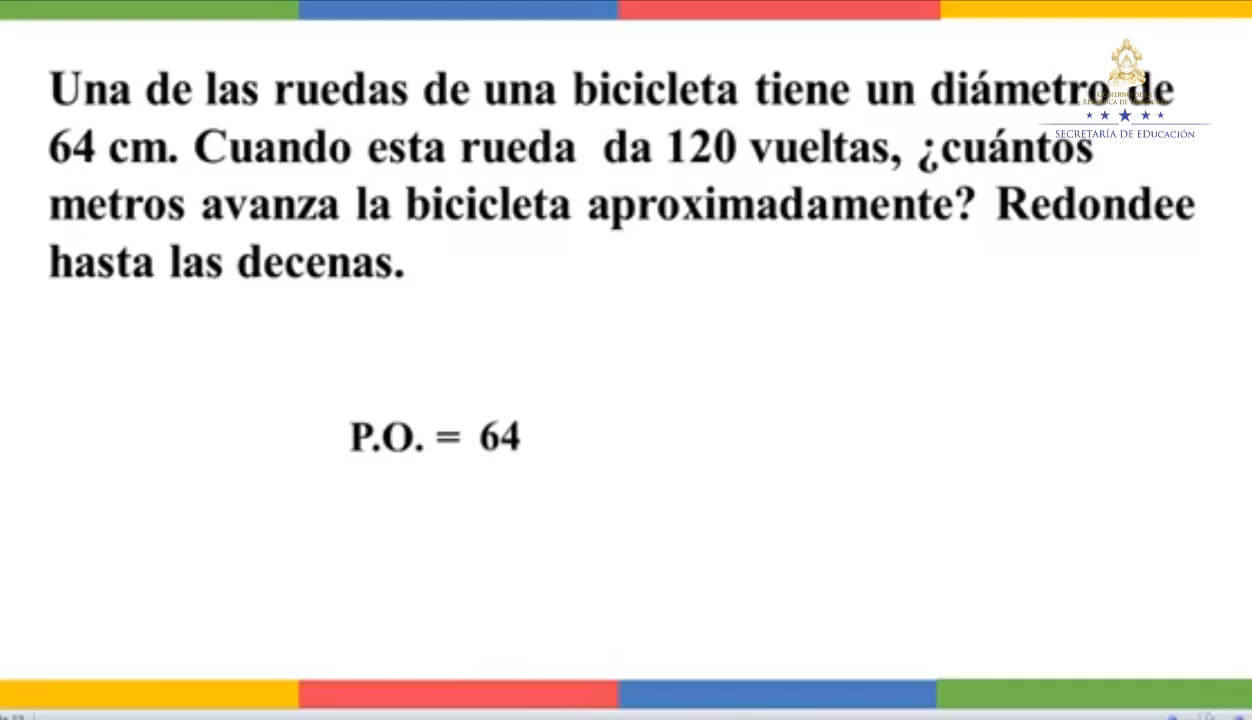 Una de las ruedas de una bicicleta tiene un diámetro de
64 cm. Cuando esta rueda da 120 vueltas, ¿cuántos
metros avanza la bicicleta aproximadamente? Redondee
hasta las decenas.
SECRETARÍA DE EDUCACIÓN
P.O. = 64